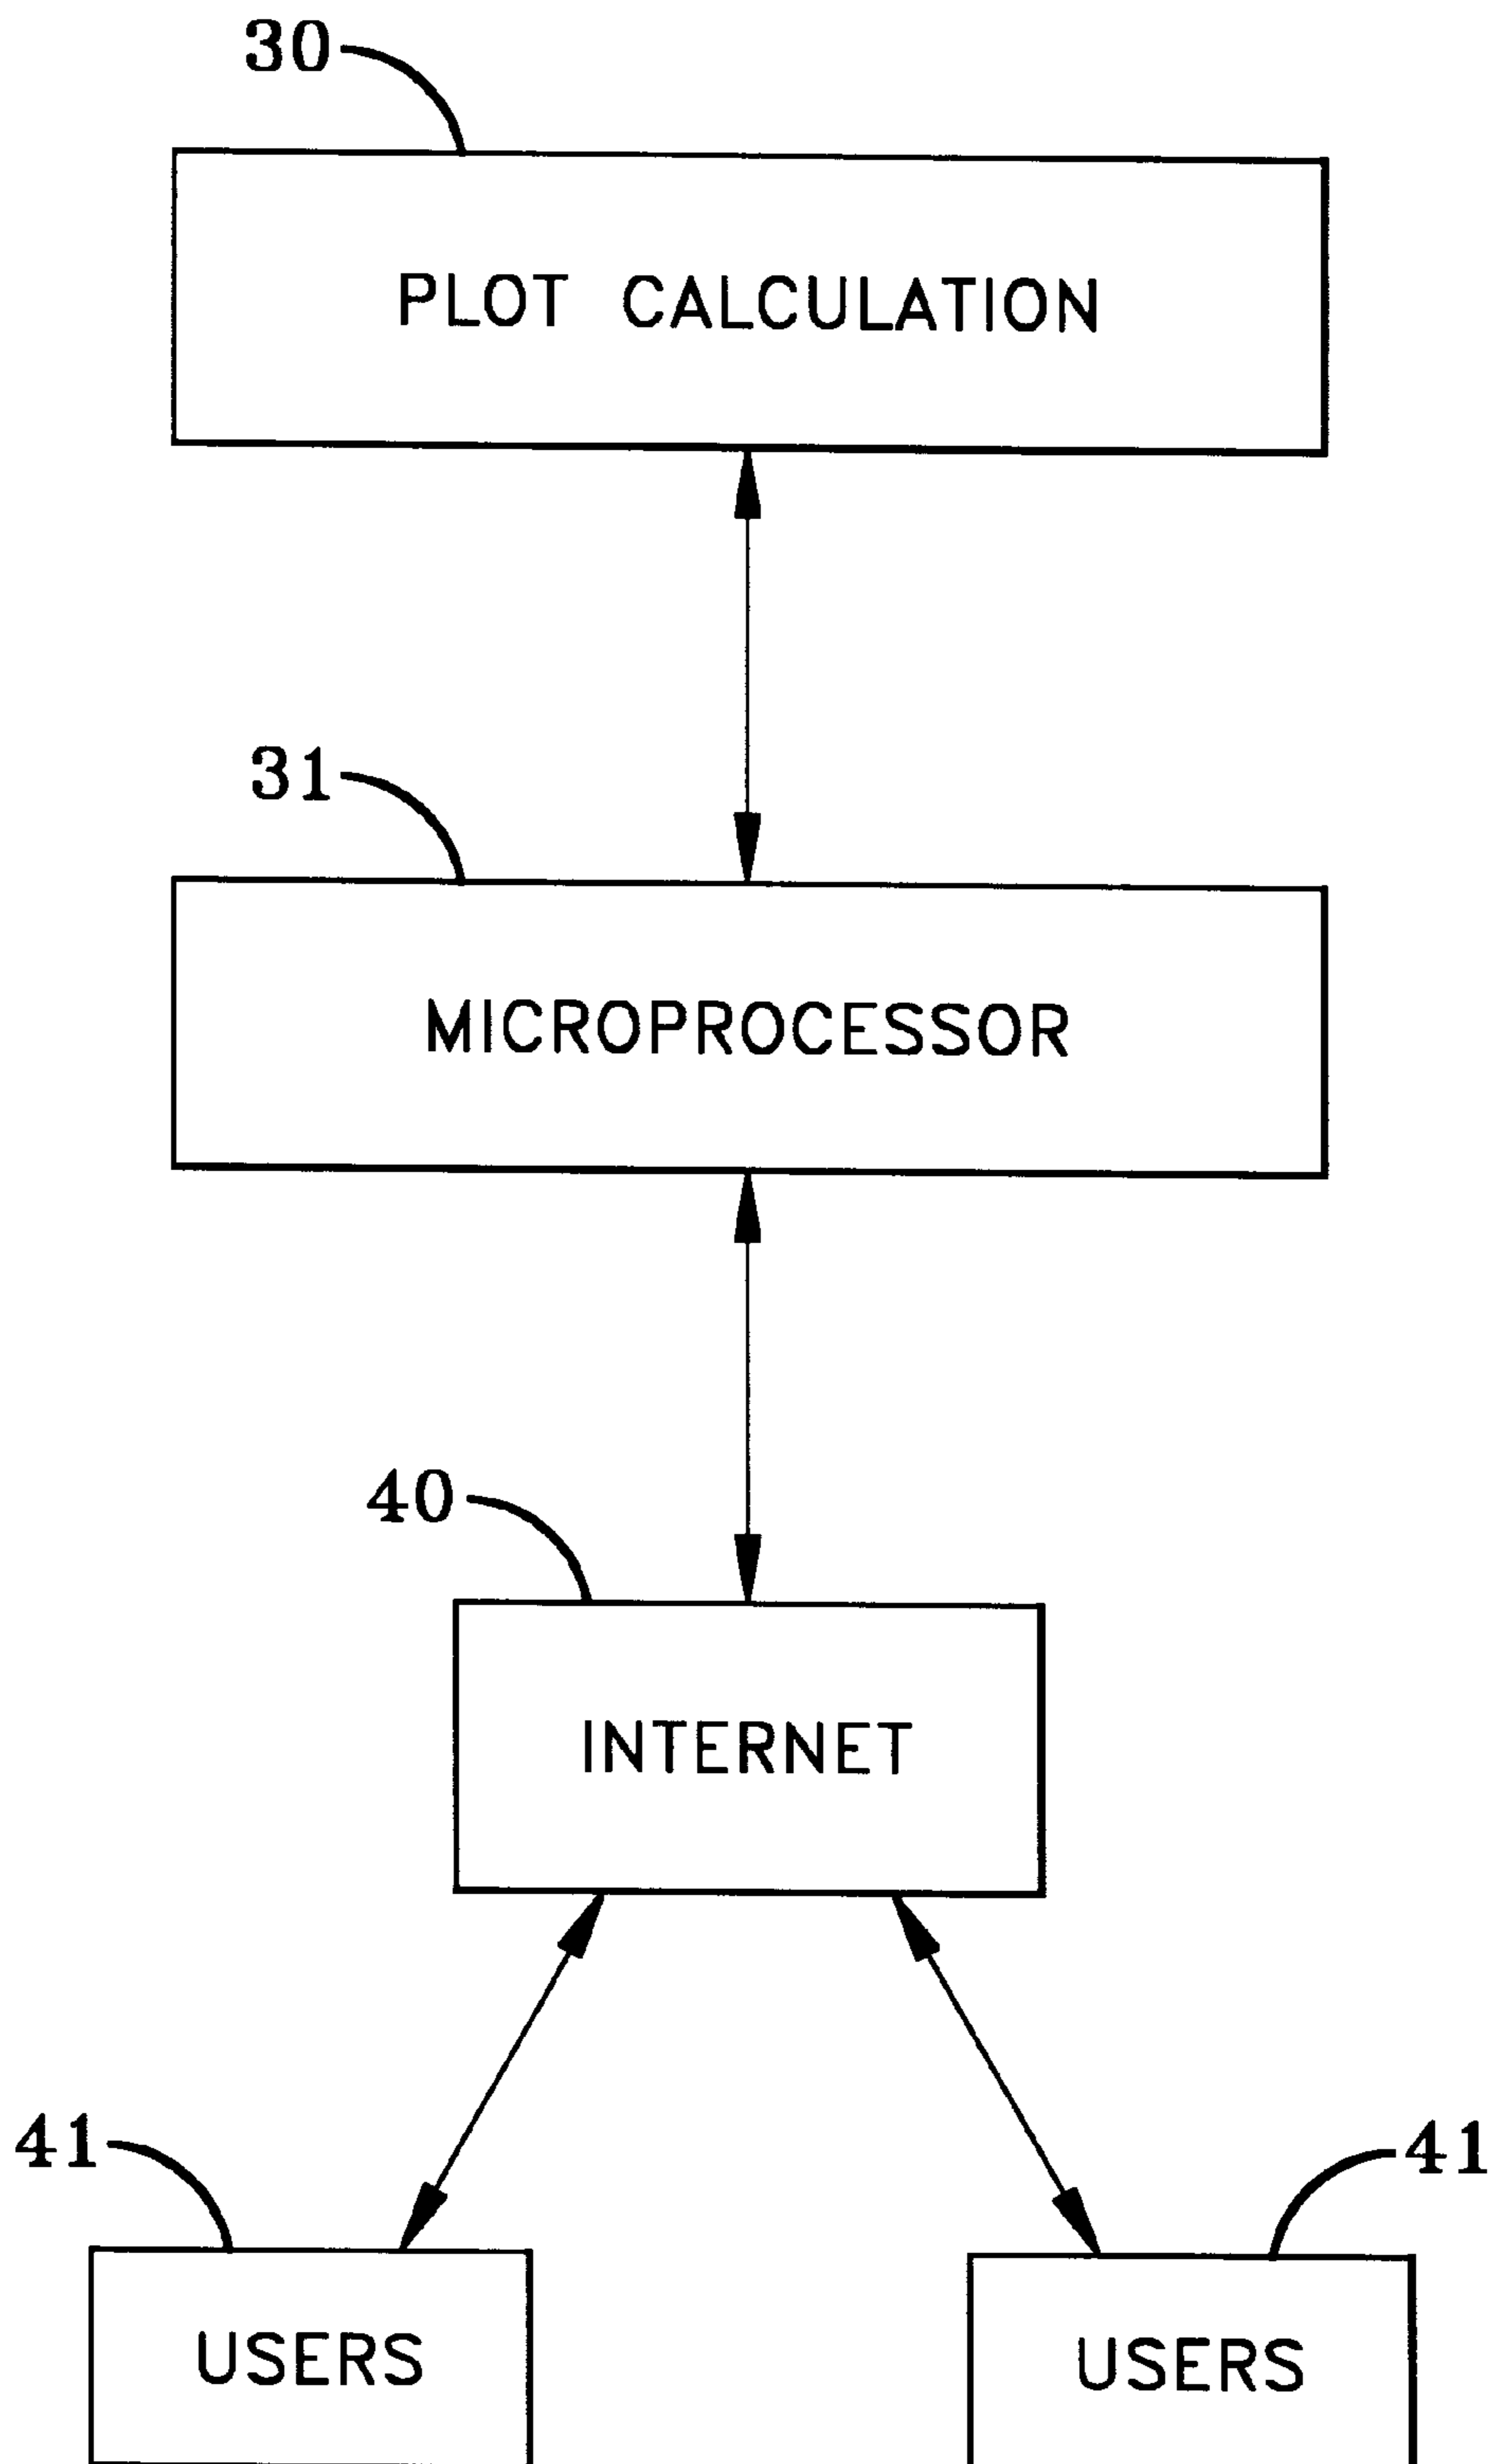 30
PLOT CALCULATION
31
MICROPROCESSOR
40
INTERNET
41
41
USERS
USERS